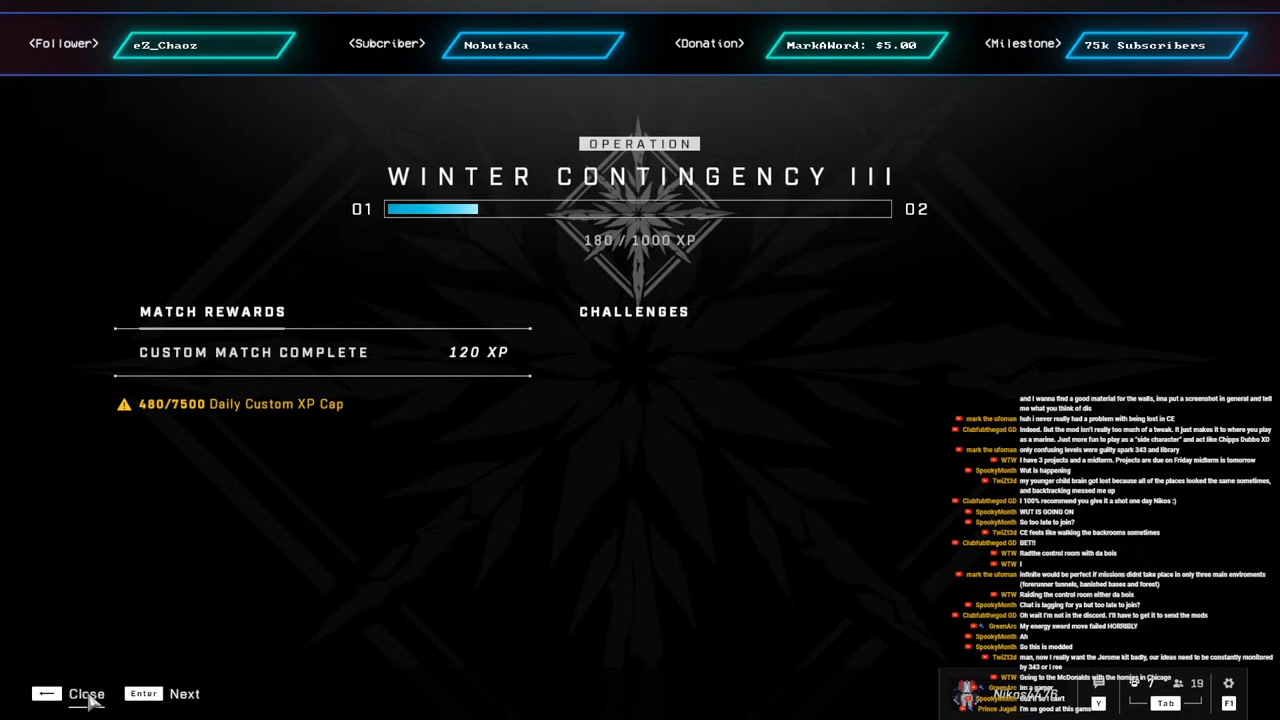 <Follower> eZ_Chaoz <Subcriber> Nobutaka <Donation> MarkAWord: $5.00 <Milestone> 75k Subscribers
OPERATION
WINTER CONTINGENCY III
01 02
180 / 1000 XP
MATCH REWARDS
CUSTOM MATCH COMPLETE 120 XP
480/7500 Daily Custom XP Cap
CHALLENGES
and I wanna find a good material for the walls, ima put a screenshot in general and tell
me what you think of dis
mark the ufoman huh i never really had a problem with being lost in CE
Clubfubthegod GD Indeed. But the mod isn't really too much of a tweak. It just makes it to where you play
as a marine. Just more fun to play as a "side character" and act like Chipps Dubbo XD
mark the ufoman only confusing levels were guilty spark 343 and library
WTW I have 3 projects and a midterm. Projects are due on Friday midterm is tomorrow
SpookyMonth Wut is happening
TwiZt3d my younger child brain got lost because all of the places looked the same sometimes,
and backtracking messed me up
Clubfubthegod GD I 100% recommend you give it a shot one day Nikos :)
SpookyMonth WUT IS GOING ON
SpookyMonth So too late to join?
TwiZt3d CE feels like walking the backrooms sometimes
Clubfubthegod GD BET!!
WTW Radthe control room with da bois
WTW I
mark the ufoman infinite would be perfect if missions didnt take place in only three main enviroments
(forerunner tunnels, banished bases and forest)
WTW Raiding the control room either da bois
SpookyMonth Chat is lagging for ya but too late to join?
Clubfubthegod GD Oh wait I'm not in the discord. I'll have to get it to send the mods
GreenArc My energy sword move failed HORRIBLY
SpookyMonth Ah
SpookyMonth So this is modded
TwiZt3d man, now I really want the Jerome kit badly, our ideas need to be constantly monitored
by 343 or I ree
WTW Going to the McDonalds with the homies in Chicago
GreenArc Im a gamer
SpookyMonth
Prince Jugali I'm so good at this game
7 19
Y Tab F1
Close Enter Next